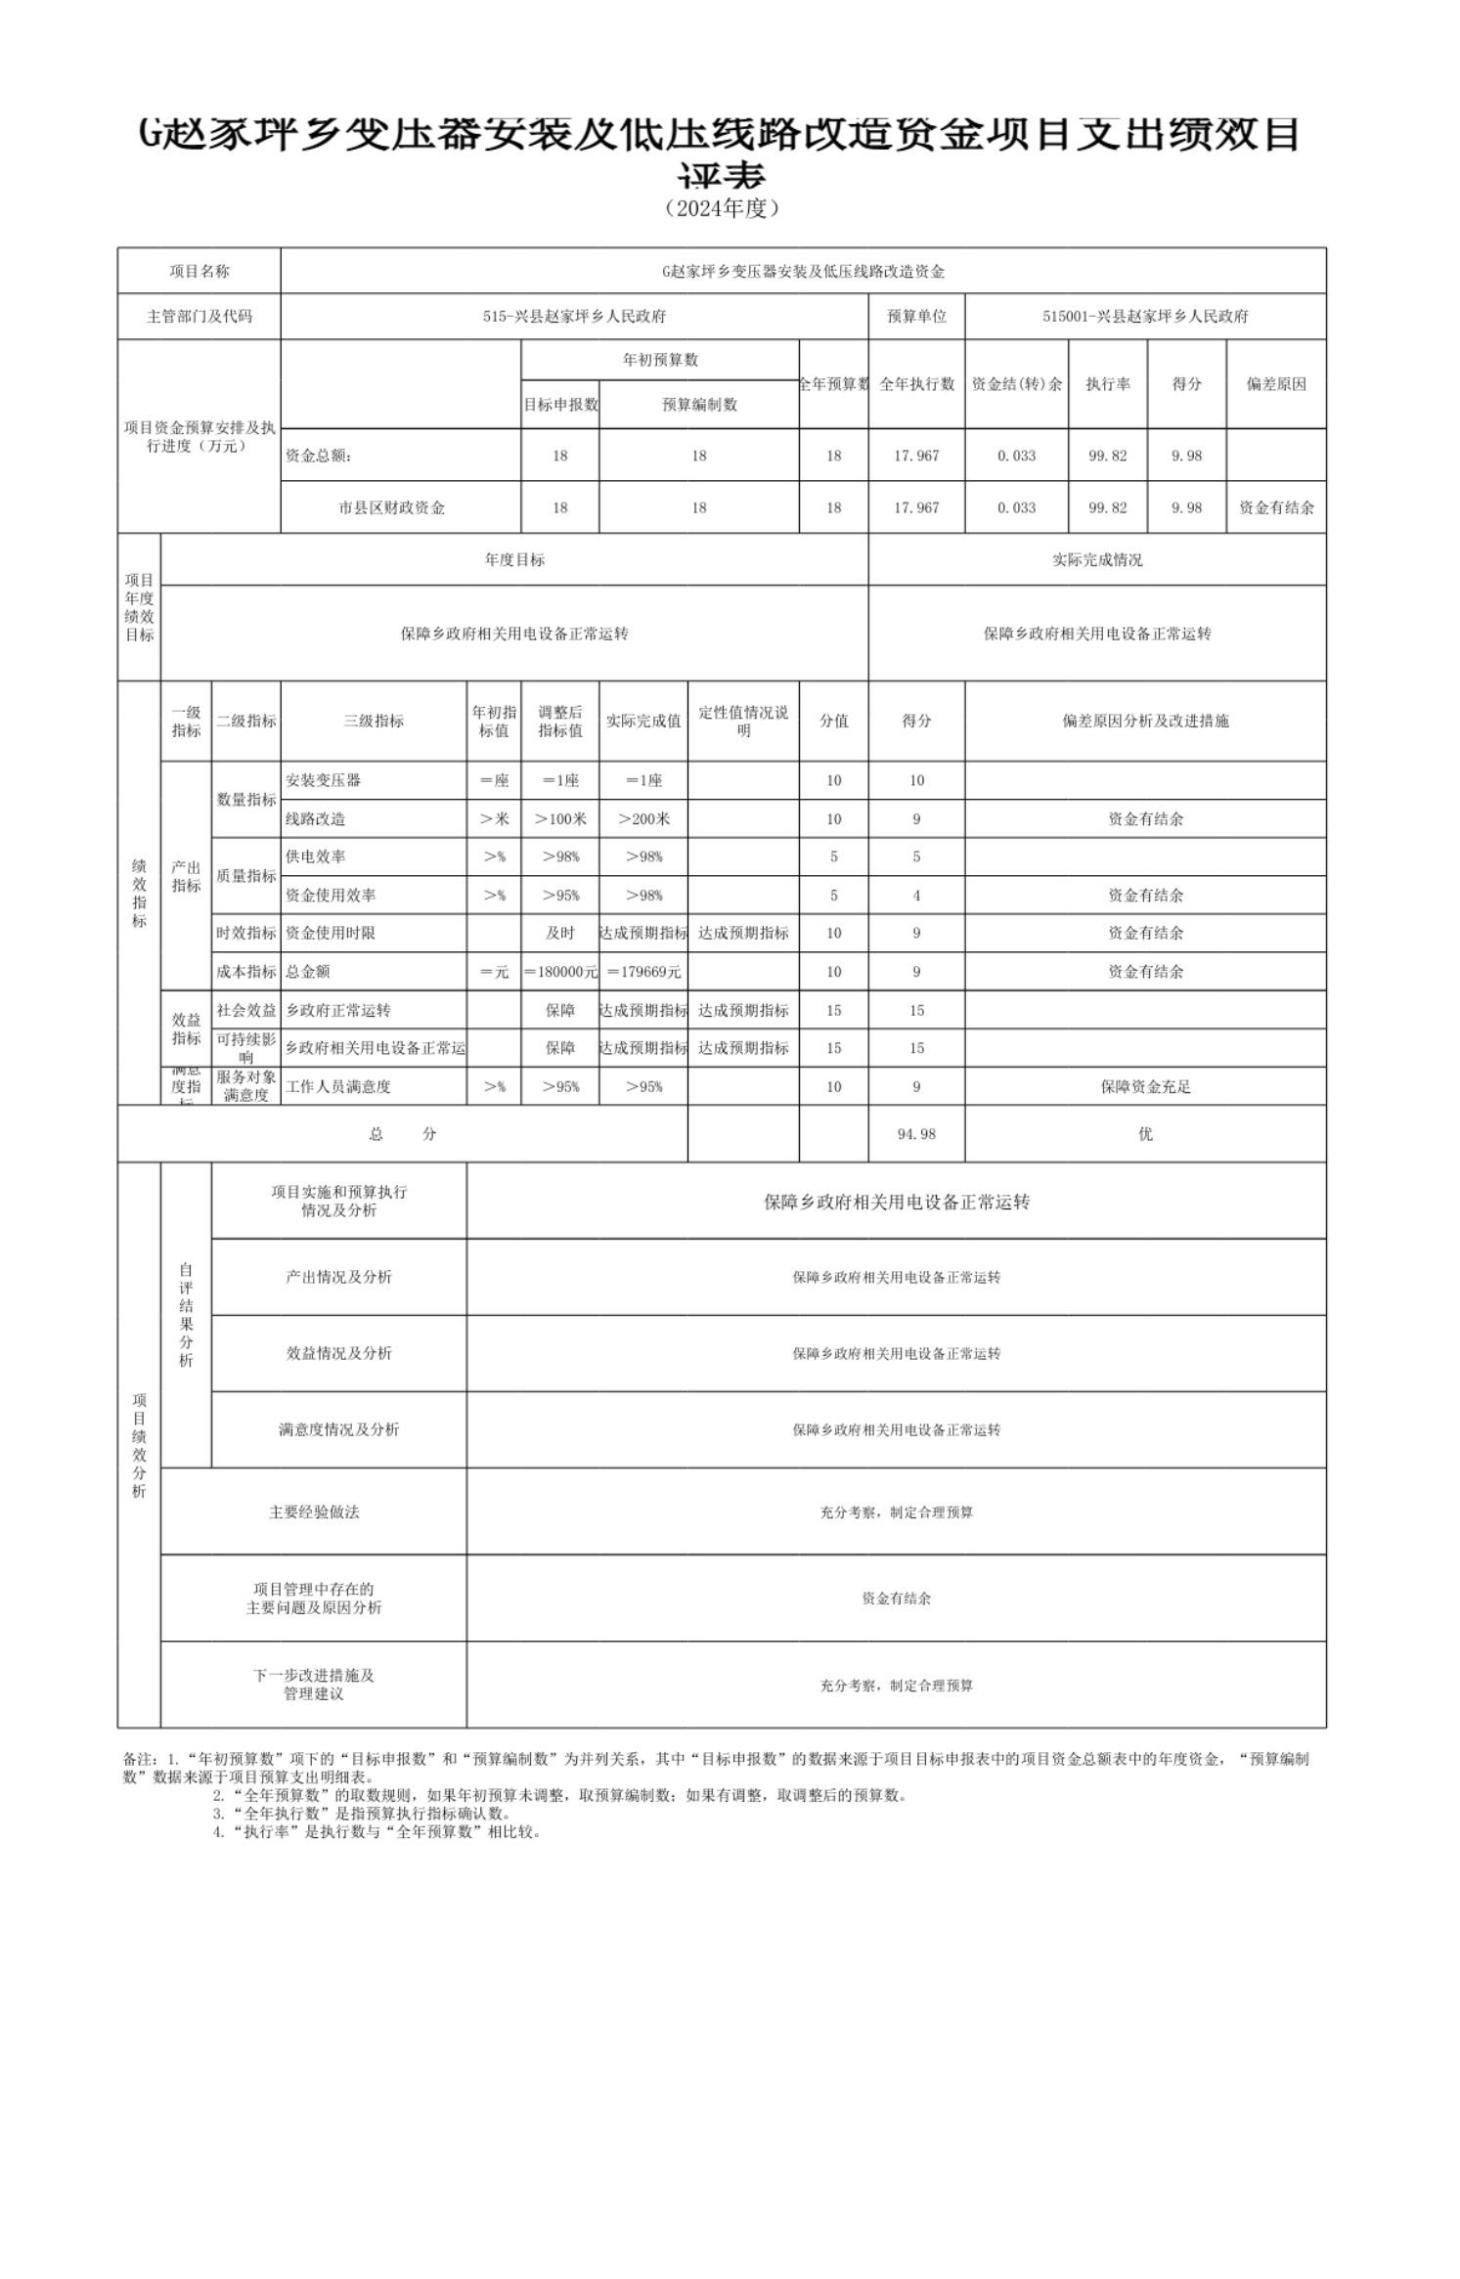 G赵家坪乡变压器安装及低压线路改造资金项目支出绩效自
评表
（2024年度）
项目名称 G赵家坪乡变压器安装及低压线路改造资金
主管部门及代码 515-兴县赵家坪乡人民政府 预算单位 515001-兴县赵家坪乡人民政府
项目资金预算安排及执
行进度（万元）
年初预算数 全年预算数 全年执行数 资金结(转)余 执行率 得分 偏差原因
目标申报数 预算编制数
资金总额： 18 18 18 17.967 0.033 99.82 9.98
市县区财政资金 18 18 18 17.967 0.033 99.82 9.98 资金有结余
项目
年度
绩效
目标
年度目标 实际完成情况
保障乡政府相关用电设备正常运转 保障乡政府相关用电设备正常运转
绩
效
指
标
一级
指标 二级指标 三级指标 年初指
标值 调整后
指标值 实际完成值 定性值情况说
明 分值 得分 偏差原因分析及改进措施
产出
指标
数量指标 安装变压器 ＝座 ＝1座 ＝1座 10 10
线路改造 ＞米 ＞100米 ＞200米 10 9 资金有结余
质量指标 供电效率 ＞% ＞98% ＞98% 5 5
资金使用效率 ＞% ＞95% ＞98% 5 4 资金有结余
时效指标 资金使用时限 及时 达成预期指标 达成预期指标 10 9 资金有结余
成本指标 总金额 ＝元 ＝180000元 ＝179669元 10 9 资金有结余
效益
指标
社会效益 乡政府正常运转 保障 达成预期指标 达成预期指标 15 15
可持续影
响 乡政府相关用电设备正常运 保障 达成预期指标 达成预期指标 15 15
满意
度指
标
服务对象
满意度 工作人员满意度 ＞% ＞95% ＞95% 10 9 保障资金充足
总 分 94.98 优
项
目
绩
效
分
析
自
评
结
果
分
析
项目实施和预算执行
情况及分析 保障乡政府相关用电设备正常运转
产出情况及分析 保障乡政府相关用电设备正常运转
效益情况及分析 保障乡政府相关用电设备正常运转
满意度情况及分析 保障乡政府相关用电设备正常运转
主要经验做法 充分考察，制定合理预算
项目管理中存在的
主要问题及原因分析 资金有结余
下一步改进措施及
管理建议 充分考察，制定合理预算
备注：1.“年初预算数”项下的“目标申报数”和“预算编制数”为并列关系，其中“目标申报数”的数据来源于项目目标申报表中的项目资金总额表中的年度资金，“预算编制
数”数据来源于项目预算支出明细表。
2.“全年预算数”的取数规则，如果年初预算未调整，取预算编制数；如果有调整，取调整后的预算数。
3.“全年执行数”是指预算执行指标确认数。
4.“执行率”是执行数与“全年预算数”相比较。